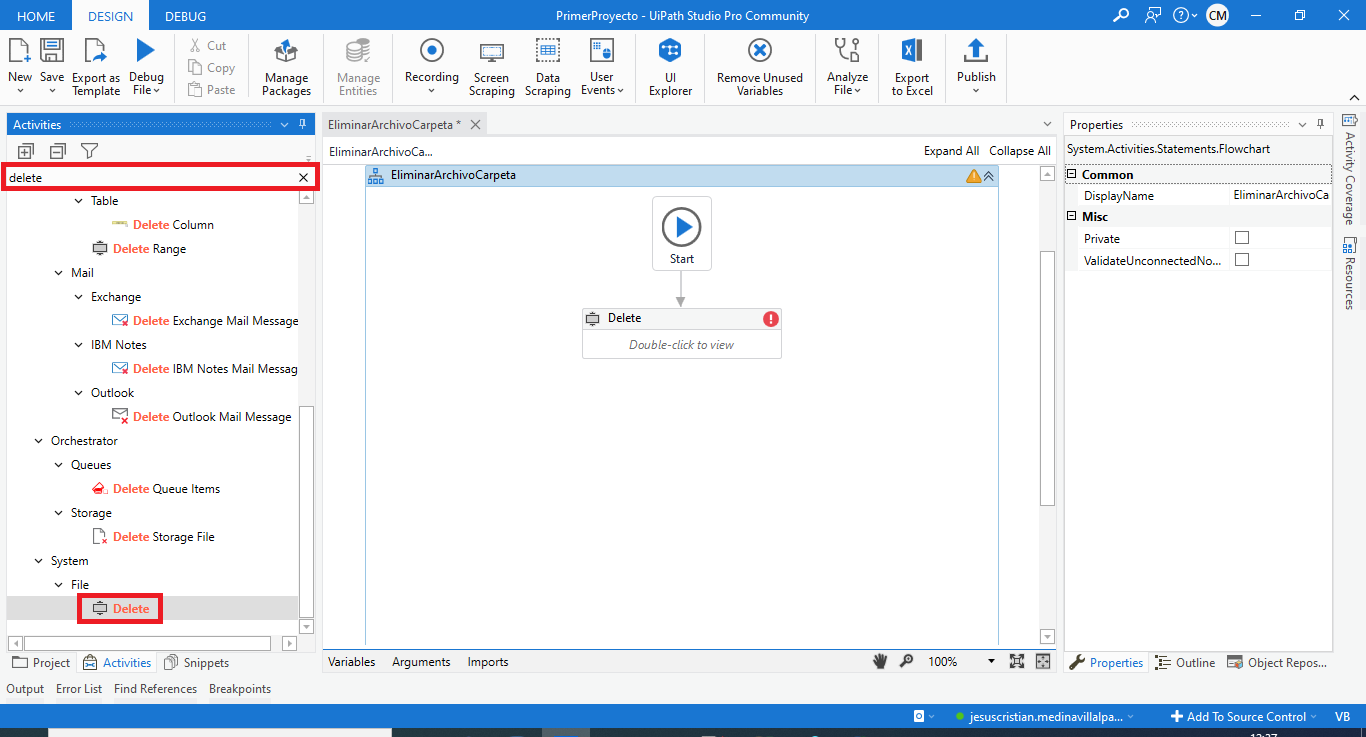 HOME DESIGN DEBUG PrimerProyecto - UiPath Studio Pro Community CM
New Save Export as Template Debug File Cut Copy Paste Manage Packages Manage Entities Recording Screen Scraping Data Scraping User Events UI Explorer Remove Unused Variables Analyze File Export to Excel Publish
Activities
delete
Table
Delete Column
Delete Range
Mail
Exchange
Delete Exchange Mail Message
IBM Notes
Delete IBM Notes Mail Messag
Outlook
Delete Outlook Mail Message
Orchestrator
Queues
Delete Queue Items
Storage
Delete Storage File
System
File
Delete
Project Activities Snippets
EliminarArchivoCarpeta *
EliminarArchivoCa... Expand All Collapse All
EliminarArchivoCarpeta
Start
Delete
Double-click to view
Variables Arguments Imports 100%
Properties
System.Activities.Statements.Flowchart
Common
DisplayName EliminarArchivoCa
Misc
Private
ValidateUnconnectedNo...
Properties Outline Object Repos...
Activity Coverage
Resources
Output Error List Find References Breakpoints
jesuscristian.medinavillalpa... Add To Source Control VB